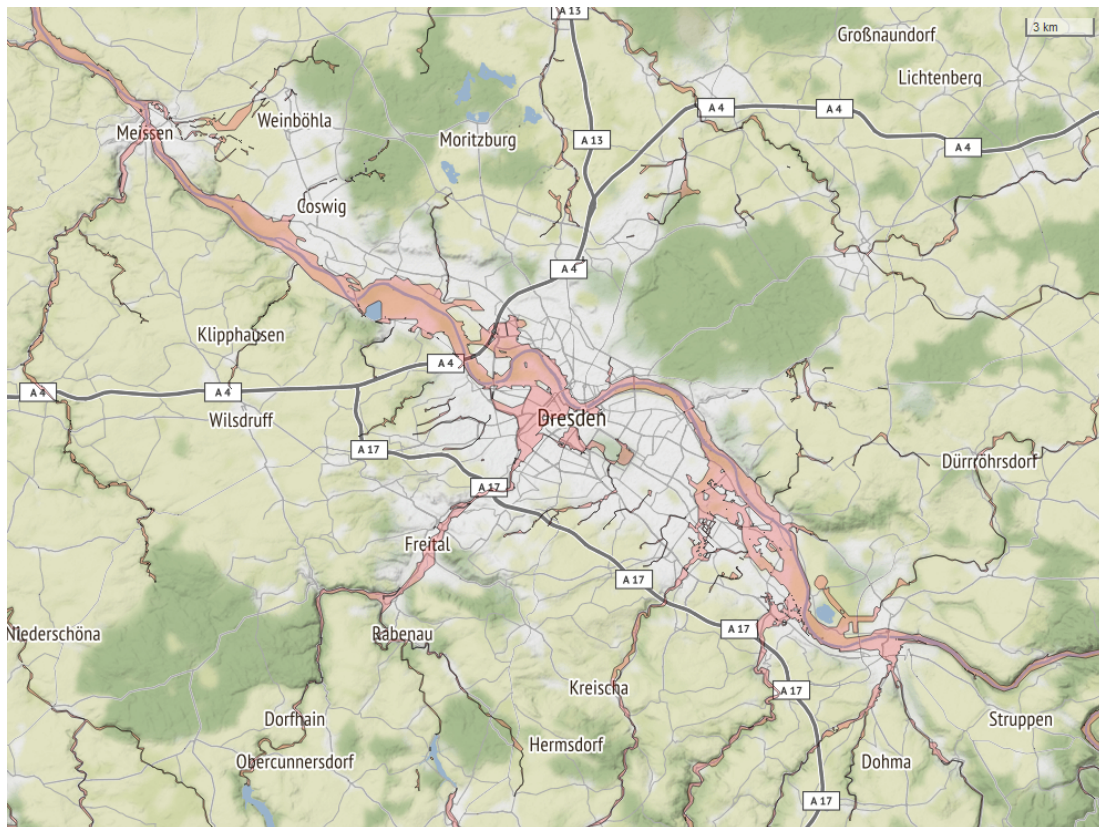 A 13
3 km
Großnaundorf
Lichtenberg
A 4
A 4
Weinböhla
Meissen
Moritzburg
A 13
A 4
Coswig
A 4
Klipphausen
A 4
A 4
A 4
Wilsdruff
Dresden
A 17
Dürrröhrsdorf
A 17
Freital
A 17
Niederschöna
Rabenau
A 17
Kreischa
A 17
Dorfhain
Struppen
Hermsdorf
Obercunnersdorf
Dohma
A 17